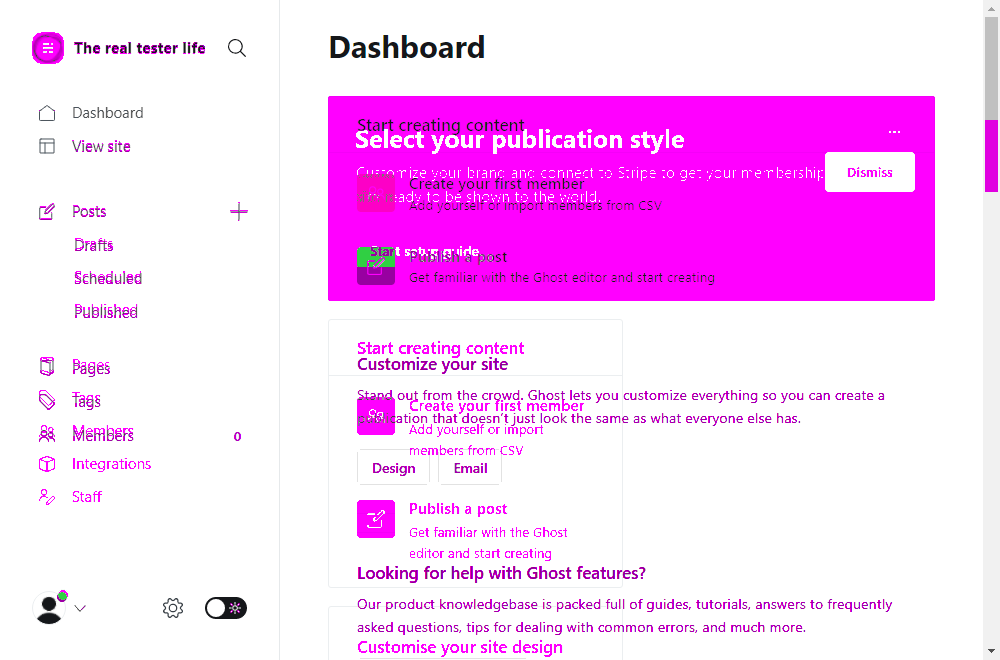 The real tester life
Dashboard
View site
Posts
Drafts
Scheduled
Published
Pages
Tags
Members
0
Integrations
Staff
Dashboard
Start creating content
Select your publication style
Customize your brand and connect to Stripe to get your membership
ready to be shown to the world.
Dismiss
Create your first member
Add yourself or import members from CSV
Start setup guide
Publish a post
Get familiar with the Ghost editor and start creating
Start creating content
Customize your site
Stand out from the crowd. Ghost lets you customize everything so you can create a
publication that doesn't just look the same as what everyone else has.
Create your first member
Add yourself or import
members from CSV
Design
Email
Publish a post
Get familiar with the Ghost
editor and start creating
Looking for help with Ghost features?
Our product knowledgebase is packed full of guides, tutorials, answers to frequently
asked questions, tips for dealing with common errors, and much more.
Customise your site design